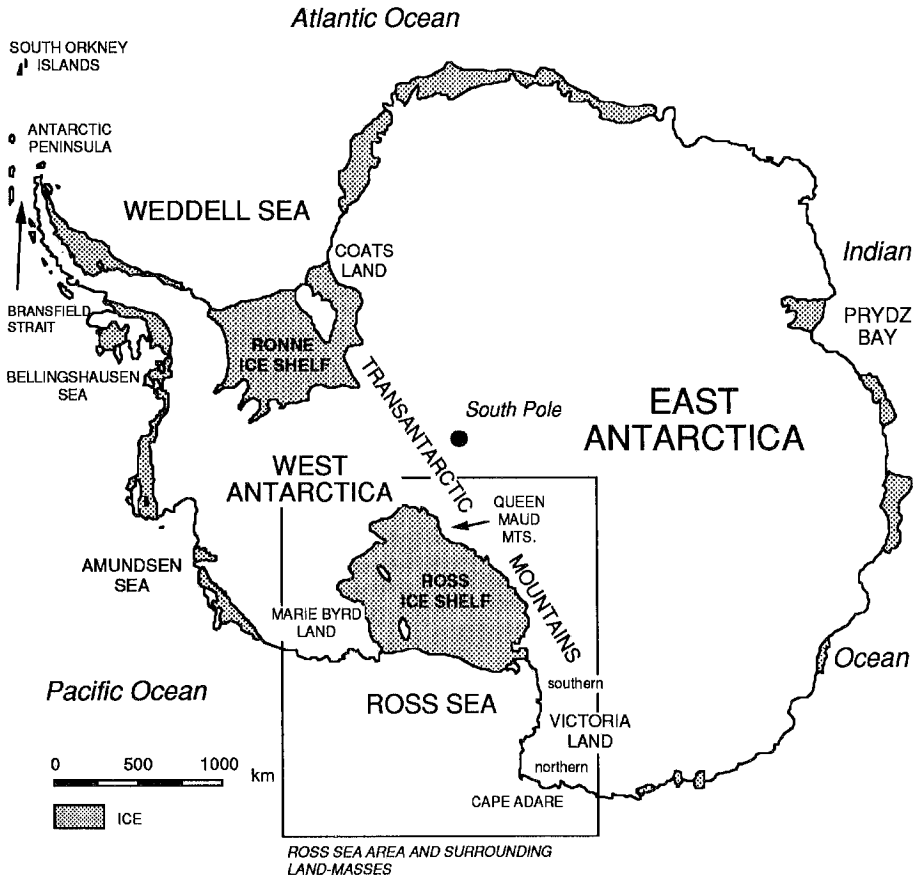 Atlantic Ocean
SOUTH ORKNEY
ISLANDS
ANTARCTIC
PENINSULA
WEDDELL SEA
COATS
LAND
Indian
BRANSFIELD
STRAIT
PRYDZ
BAY
RONNE
ICE SHELF
BELLINGSHAUSEN
SEA
TRANSANTARCTIC
South Pole
EAST
ANTARCTICA
WEST
ANTARCTICA
QUEEN
MAUD
MTS.
MOUNTAINS
AMUNDSEN
SEA
ROSS
ICE SHELF
MARIE BYRD
LAND
Ocean
Pacific Ocean
ROSS SEA
southern
VICTORIA
LAND
northern
0 500 1000
km
CAPE ADARE
ICE
ROSS SEA AREA AND SURROUNDING
LAND-MASSES